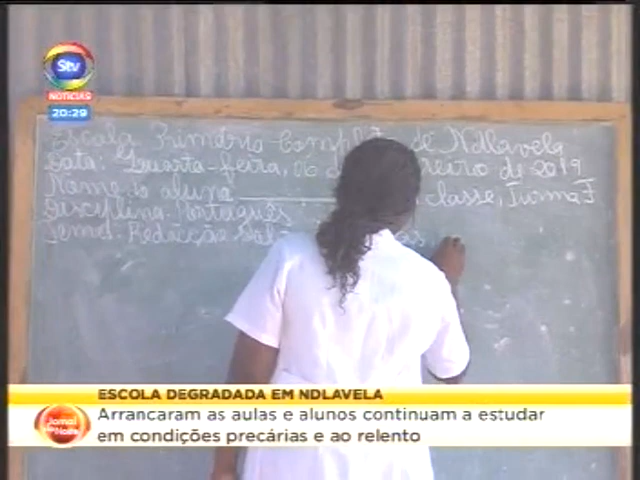 Stv
NOTÍCIAS
20:29
Escola Primária Completa de Ndlavela
Data: Quarta-feira, 06 de reiro de 2019
Nome do aluno classe, Turma F
Disciplina: Português
Tema: Redacção
ESCOLA DEGRADADA EM NDLAVELA
Jornal da Noite
Arrancaram as aulas e alunos continuam a estudar
em condições precárias e ao relento